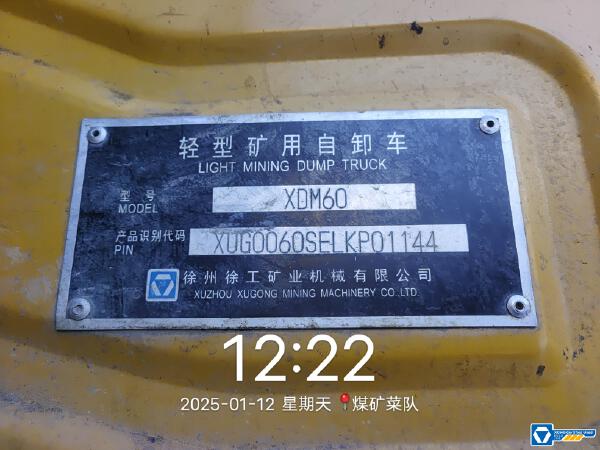 轻型矿用自卸车
LIGHT MINING DUMP TRUCK
型号 XDM60
MODEL
产品识别代码 XUG0060SELKP01144
PIN
徐州徐工矿业机械有限公司
XUZHOU XUGONG MINING MACHINERY CO.,LTD.
12:22
2025-01-12 星期天 煤矿菜队